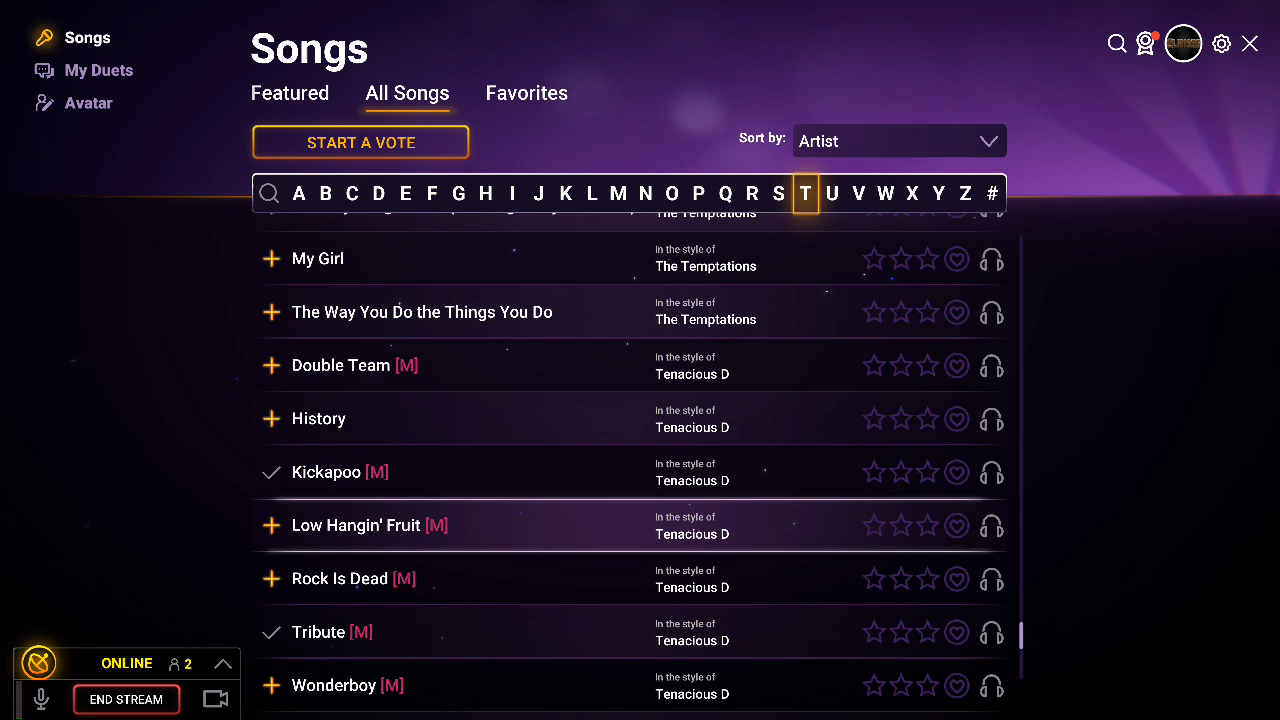 Songs
My Duets
Avatar
Songs
Featured
All Songs
Favorites
START A VOTE
Sort by:
Artist
A B C D E F G H I J K L M N O P Q R S T U V W X Y Z #
The Temptations
My Girl
In the style of
The Temptations
The Way You Do the Things You Do
In the style of
The Temptations
Double Team [M]
In the style of
Tenacious D
History
In the style of
Tenacious D
Kickapoo [M]
In the style of
Tenacious D
Low Hangin' Fruit [M]
In the style of
Tenacious D
Rock Is Dead [M]
In the style of
Tenacious D
Tribute [M]
In the style of
Tenacious D
Wonderboy [M]
In the style of
Tenacious D
ONLINE
2
END STREAM